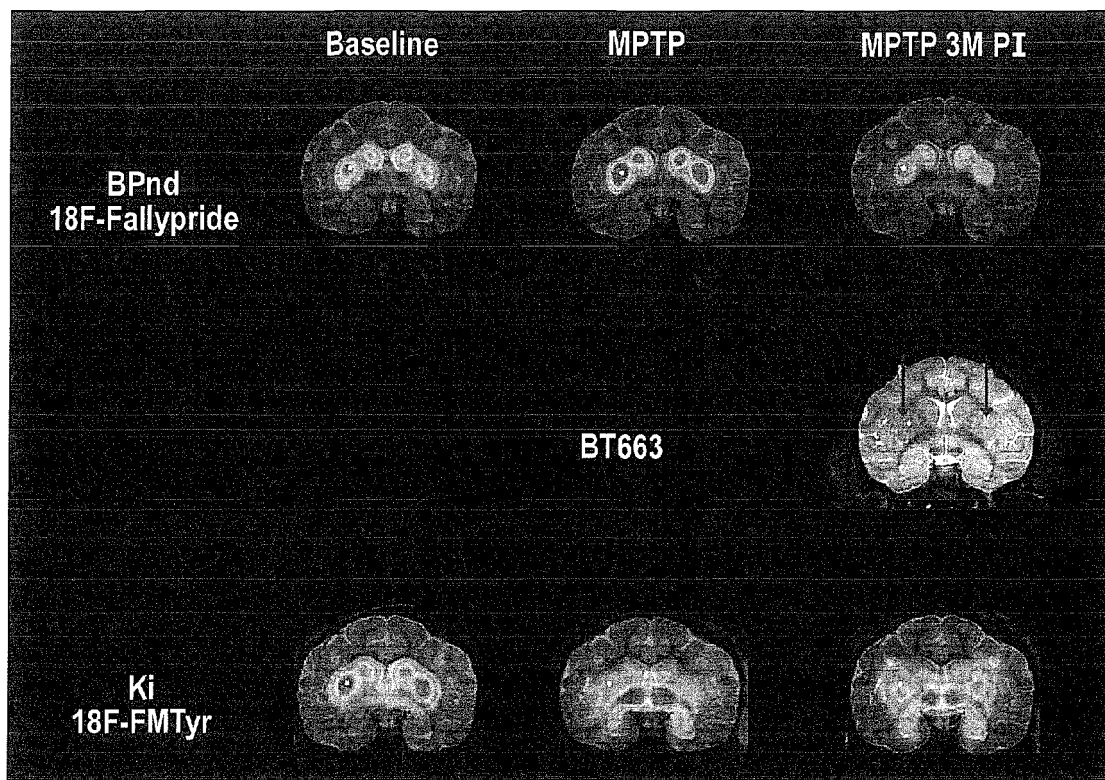 Baseline MPTP MPTP 3M PI
BPnd
18F-Fallypride
BT663
Ki
18F-FMTyr